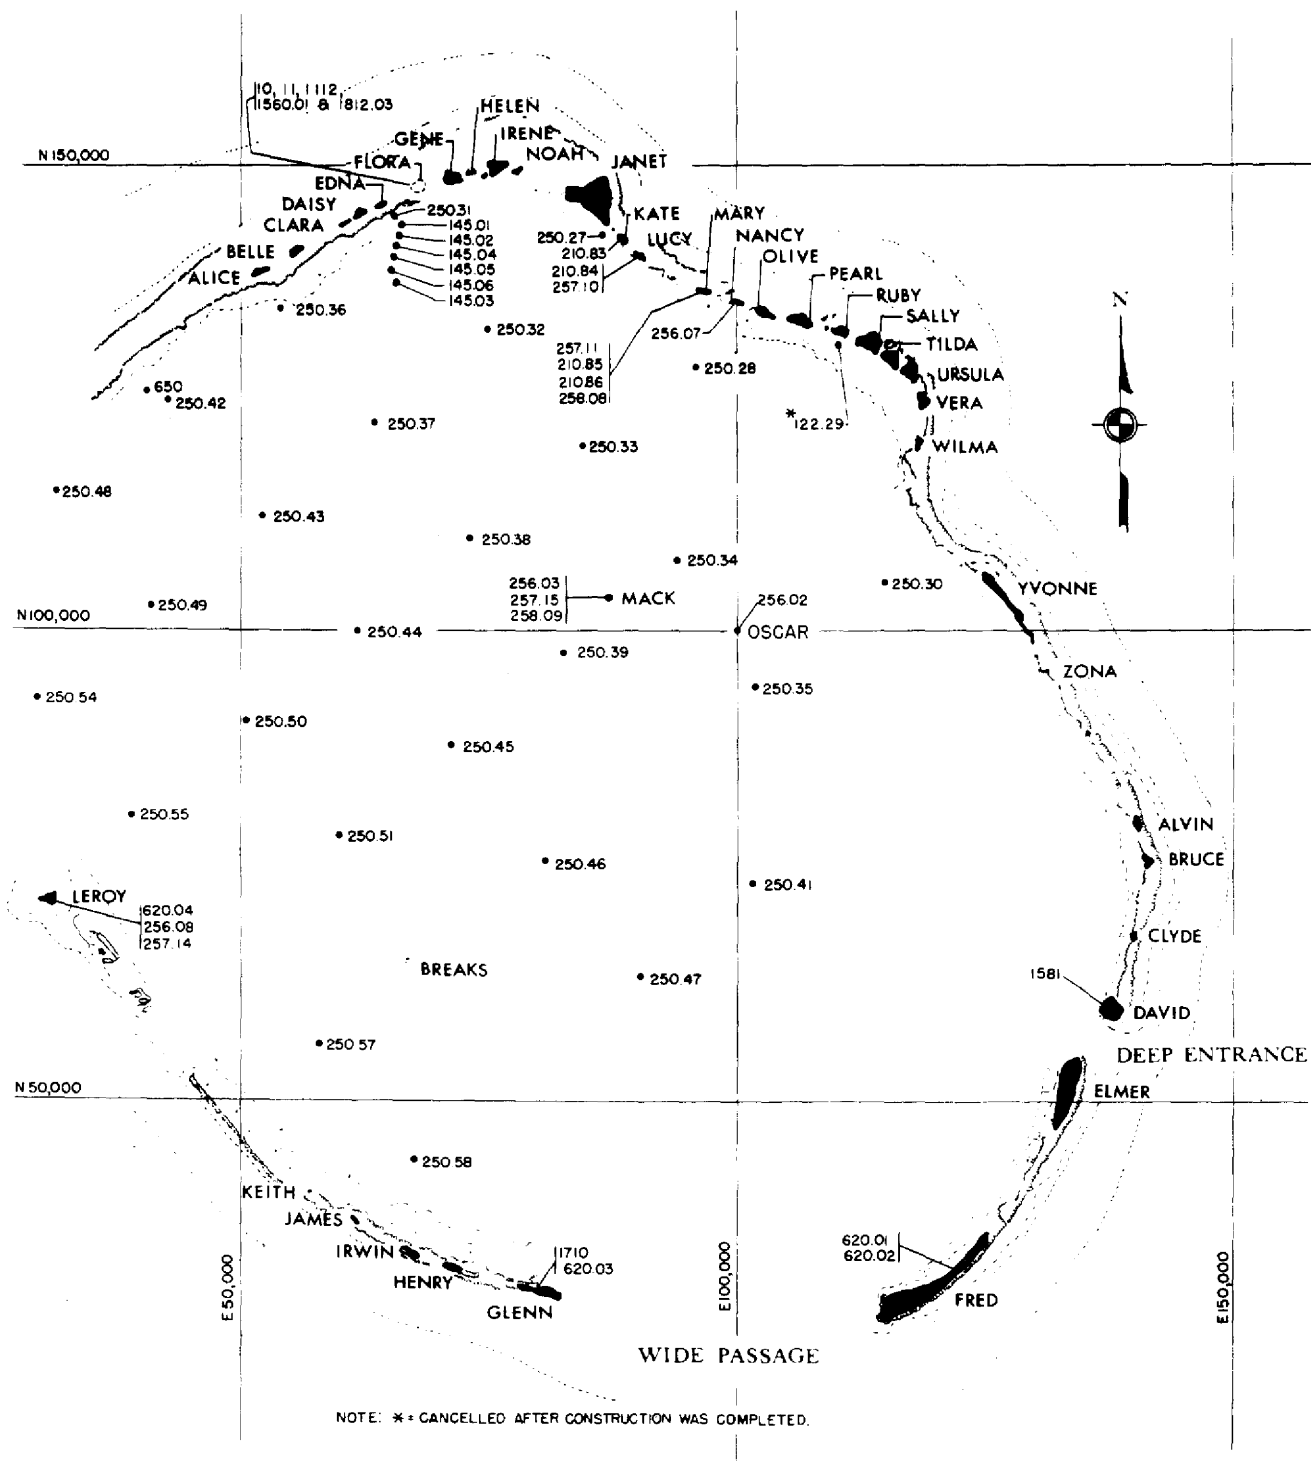 10, 11, 1112,
1560.01 & 1812.03
HELEN
GENE
IRENE
N 150,000
FLORA
NOAH
JANET
EDNA
DAISY
250.31
KATE
MARY
CLARA
145.01
250.27
LUCY
NANCY
145.02
210.83
BELLE
145.04
OLIVE
ALICE
145.05
210.84
PEARL
145.06
257.10
145.03
RUBY
N
250.36
SALLY
250.32
256.07
TILDA
257.11
210.85
210.86
258.08
250.28
URSULA
650
250.42
VERA
250.37
*122.29
250.33
WILMA
250.48
250.43
250.38
250.34
256.03
257.15
258.09
MACK
250.30
YVONNE
250.49
256.02
N 100,000
250.44
OSCAR
250.39
ZONA
250.54
250.35
250.50
250.45
250.55
ALVIN
250.51
BRUCE
250.46
250.41
LEROY
620.04
256.08
257.14
CLYDE
BREAKS
250.47
1581
DAVID
250.57
DEEP ENTRANCE
N 50,000
ELMER
250.58
KEITH
JAMES
IRWIN
1710
620.03
620.01
620.02
HENRY
GLENN
FRED
E 50,000
E 100,000
E 150,000
WIDE PASSAGE
NOTE: * = CANCELLED AFTER CONSTRUCTION WAS COMPLETED.